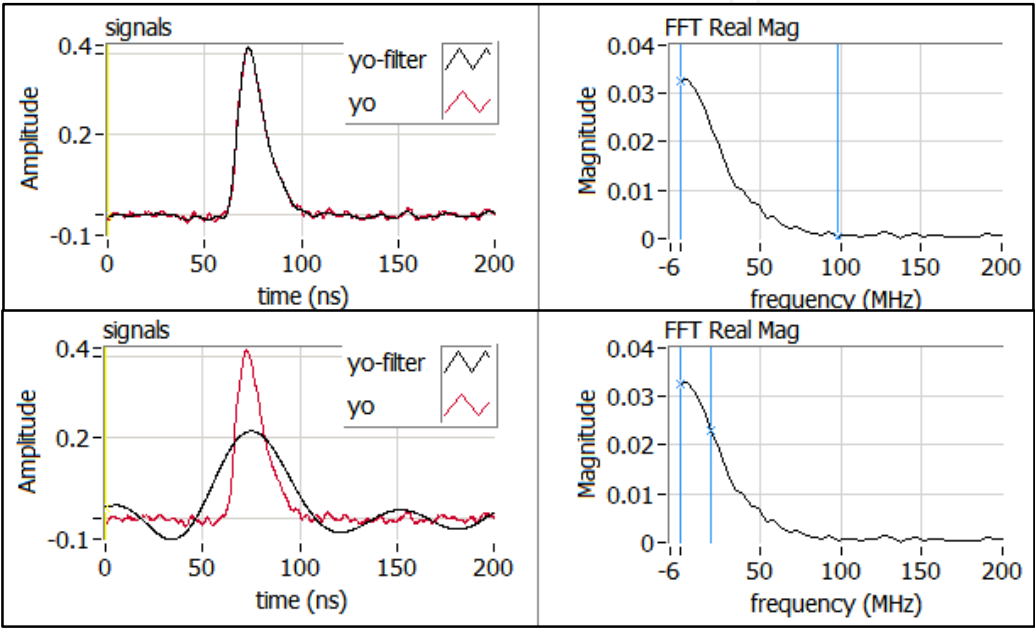 signals
0.4
0.2
-0.1
Amplitude
yo-filter
yo
0 50 100 150 200
time (ns)
FFT Real Mag
0.04
0.03
0.02
0.01
0
Magnitude
-6 50 100 150 200
frequency (MHz)
signals
0.4
0.2
-0.1
Amplitude
yo-filter
yo
0 50 100 150 200
time (ns)
FFT Real Mag
0.04
0.03
0.02
0.01
0
Magnitude
-6 50 100 150 200
frequency (MHz)